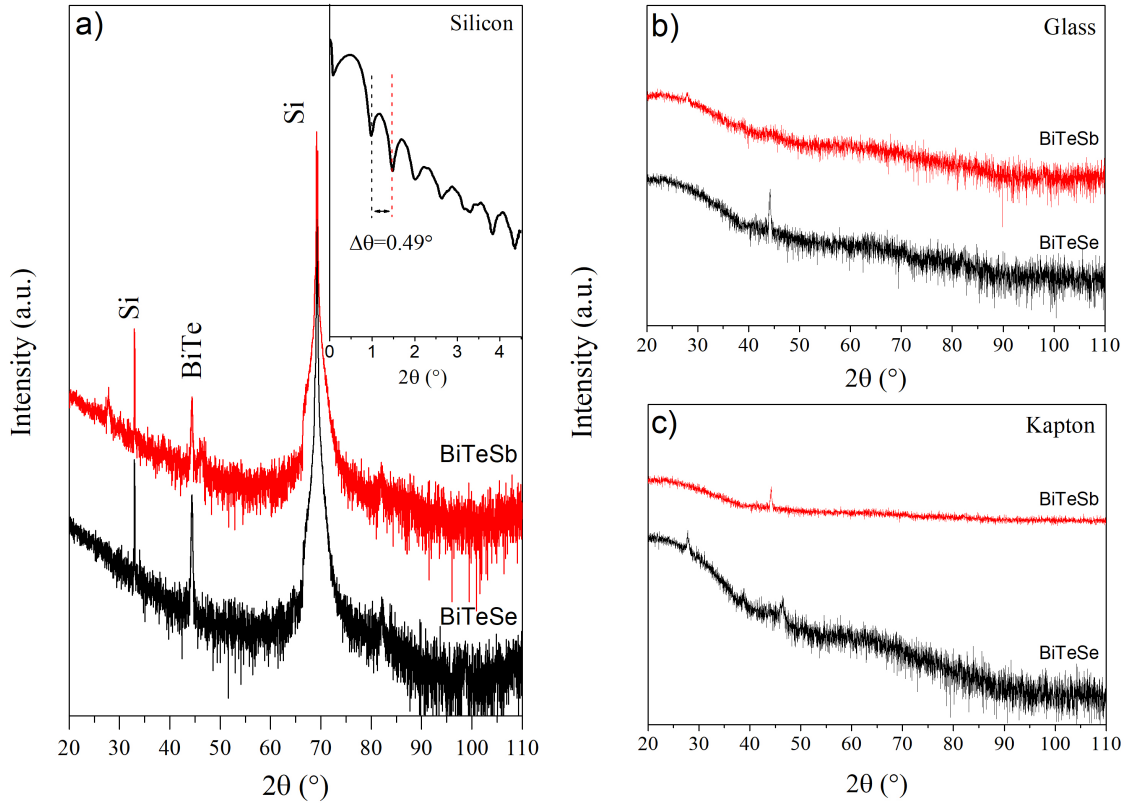 a)
Silicon
Si
Δθ=0.49°
0 1 2 3 4
2θ (°)
Si
BiTe
BiTeSb
BiTeSe
Intensity (a.u.)
20 30 40 50 60 70 80 90 100 110
2θ (°)
b)
Glass
BiTeSb
BiTeSe
20 30 40 50 60 70 80 90 100 110
2θ (°)
Intensity (a.u.)
c)
Kapton
BiTeSb
BiTeSe
20 30 40 50 60 70 80 90 100 110
2θ (°)